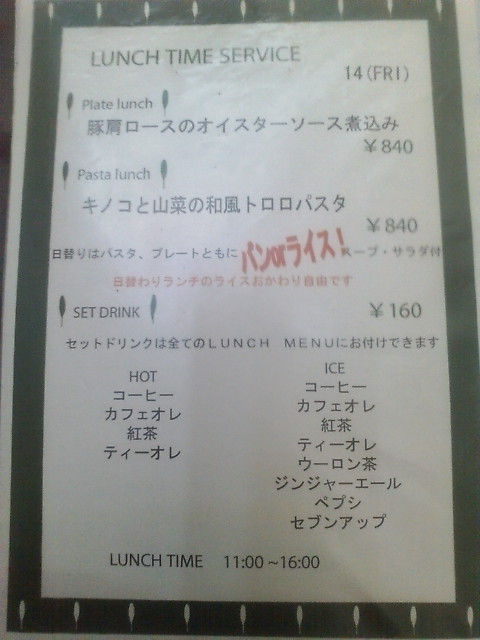 LUNCH TIME SERVICE
14(FRI)
Plate lunch
豚肩ロースのオイスターソース煮込み
￥840
Pasta lunch
キノコと山菜の和風トロロパスタ
￥840
日替りはパスタ、プレートともに パンorライス！ スープ・サラダ付
日替わりランチのライスおかわり自由です
SET DRINK ￥160
セットドリンクは全てのＬＵＮＣＨ　ＭＥＮＵにお付けできます
HOT
コーヒー
カフェオレ
紅茶
ティーオレ
ICE
コーヒー
カフェオレ
紅茶
ティーオレ
ウーロン茶
ジンジャーエール
ペプシ
セブンアップ
LUNCH TIME 11:00 ~16:00